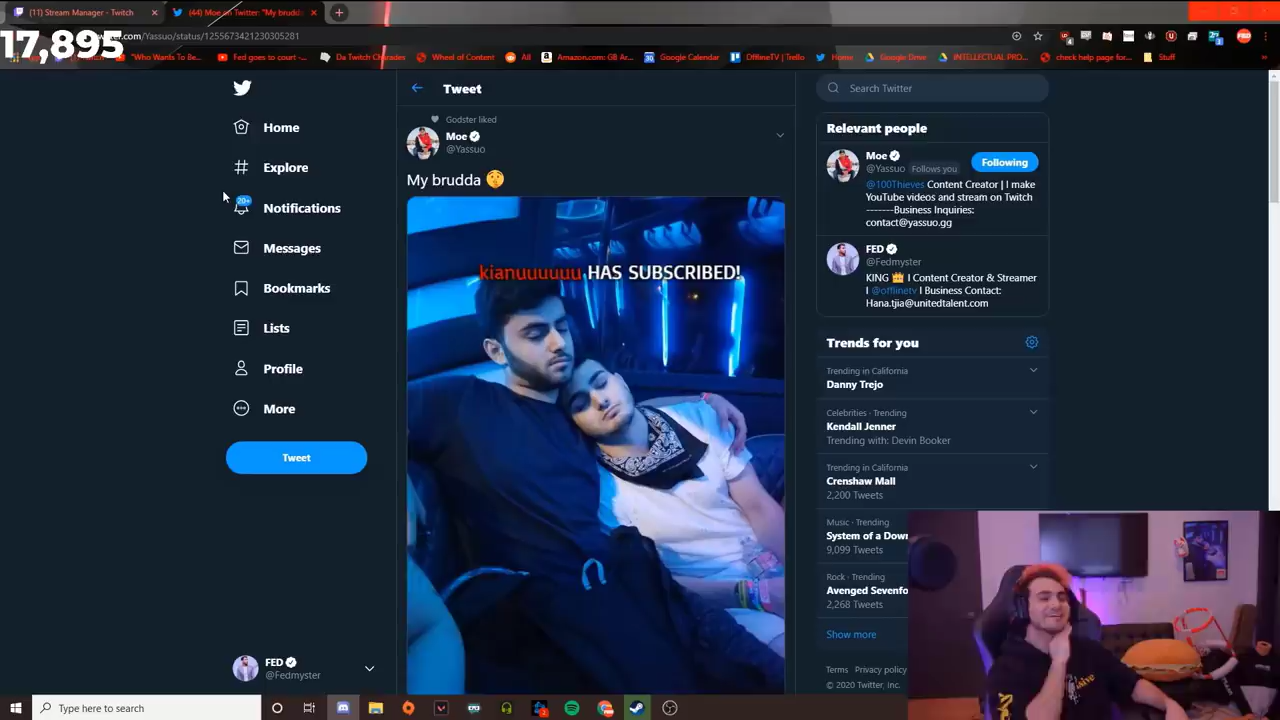 (11) Stream Manager - Twitch
(44) Moe on Twitter: "My brudda
17,895
.com/Yassuo/status/1255673421230305281
"Who Wants To Be...
Fed goes to court -...
Da Twitch Charades
Wheel of Content
All
Amazon.com: GB Ar...
Google Calendar
OfflineTV | Trello
Home
Google Drive
INTELLECTUAL PRO...
check help page for...
Stuff
Tweet
Search Twitter
Home
Explore
20+
Notifications
Messages
Bookmarks
Lists
Profile
More
Tweet
FED
@Fedmyster
Godster liked
Moe
@Yassuo
My brudda 🤫
kianuuuuuu HAS SUBSCRIBED!
Relevant people
Moe
@Yassuo Follows you
Following
@100Thieves Content Creator | I make
YouTube videos and stream on Twitch
-------Business Inquiries:
contact@yassuo.gg
FED
@Fedmyster
KING 👑 I Content Creator & Streamer
I @offlinetv I Business Contact:
Hana.tjia@unitedtalent.com
Trends for you
Trending in California
Danny Trejo
Celebrities · Trending
Kendall Jenner
Trending with: Devin Booker
Trending in California
Crenshaw Mall
2,200 Tweets
Music · Trending
System of a Down
9,099 Tweets
Rock · Trending
Avenged Sevenfo
2,268 Tweets
Show more
Terms Privacy policy
© 2020 Twitter, Inc.
Type here to search